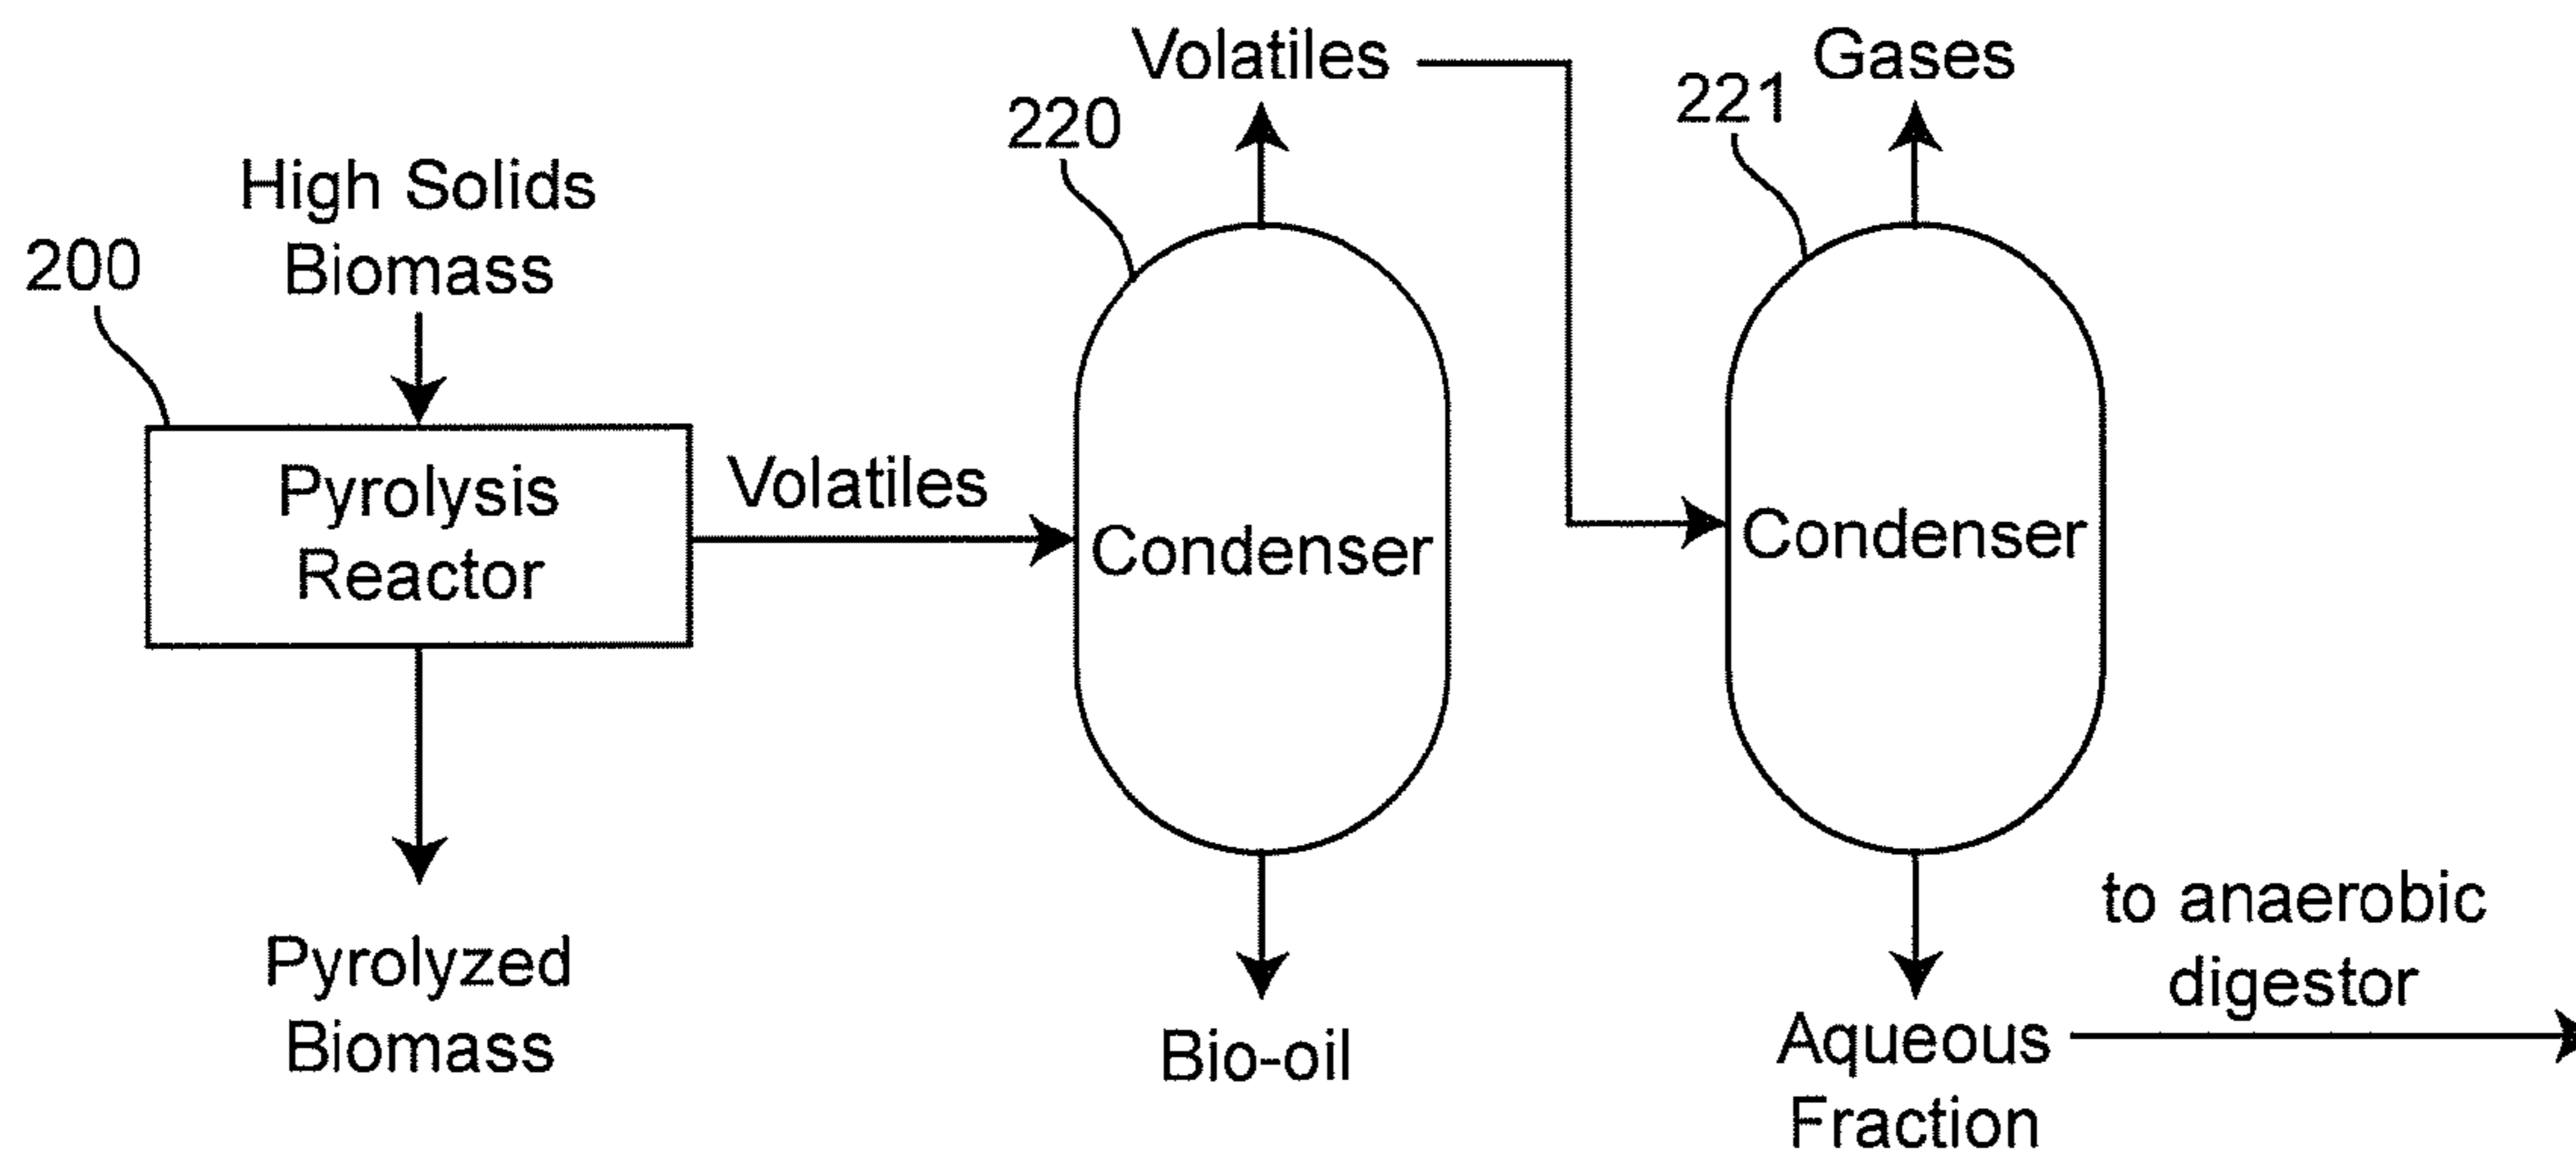 High Solids
Biomass
200
Pyrolysis
Reactor
Pyrolyzed
Biomass
Volatiles
220
Volatiles
Condenser
Bio-oil
221
Gases
Condenser
Aqueous
Fraction
to anaerobic
digestor